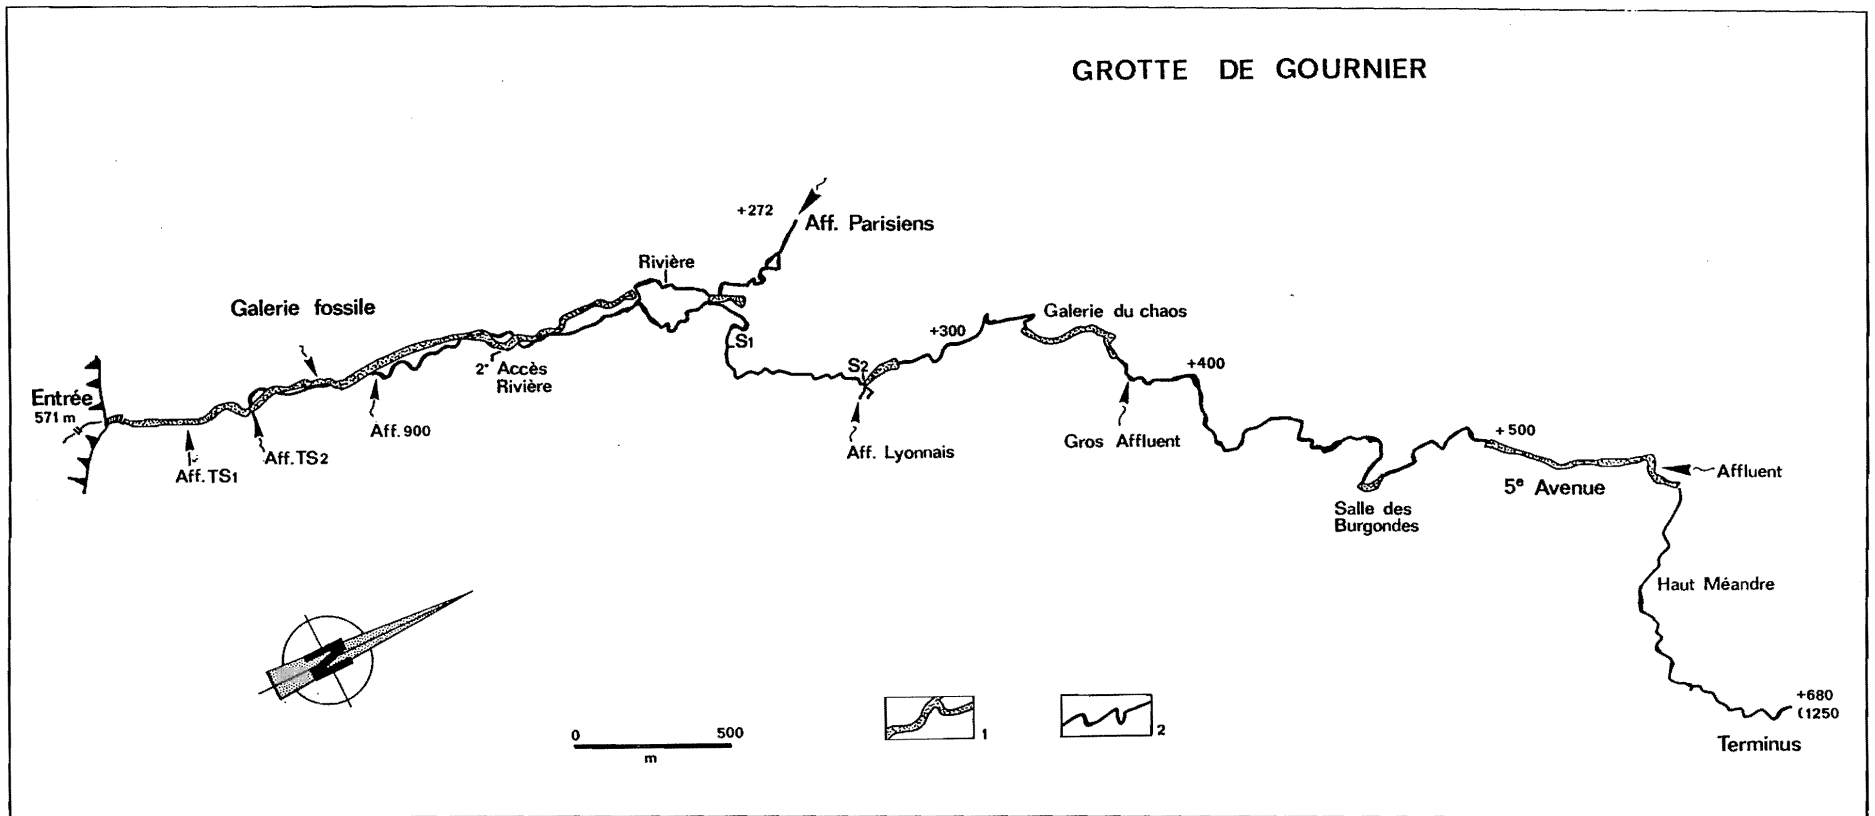 GROTTE DE GOURNIER
+272
Aff. Parisiens
Rivière
Galerie fossile
Galerie du chaos
+300
S1
S2
+400
2e Accès
Rivière
Entrée
571 m
Aff. 900
Aff. TS2
Aff. TS1
Aff. Lyonnais
Gros Affluent
+500
5e Avenue
Affluent
Salle des
Burgondes
Haut Méandre
N
+680
(1250
Terminus
0 500
m
1
2